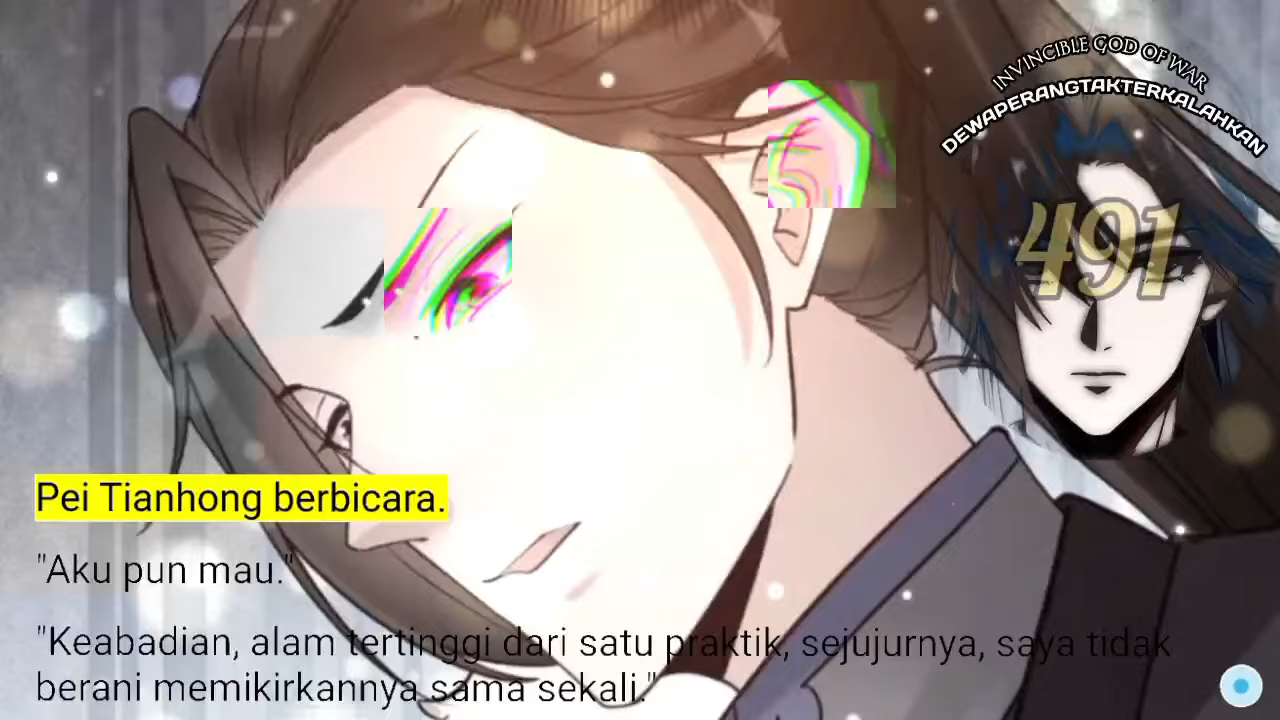 INVINCIBLE GOD OF WAR
DEWAPERANGTAKTERKALAHKAN
491
Pei Tianhong berbicara.
"Aku pun mau."
"Keabadian, alam tertinggi dari satu praktik, sejujurnya, saya tidak
berani memikirkannya sama sekali."